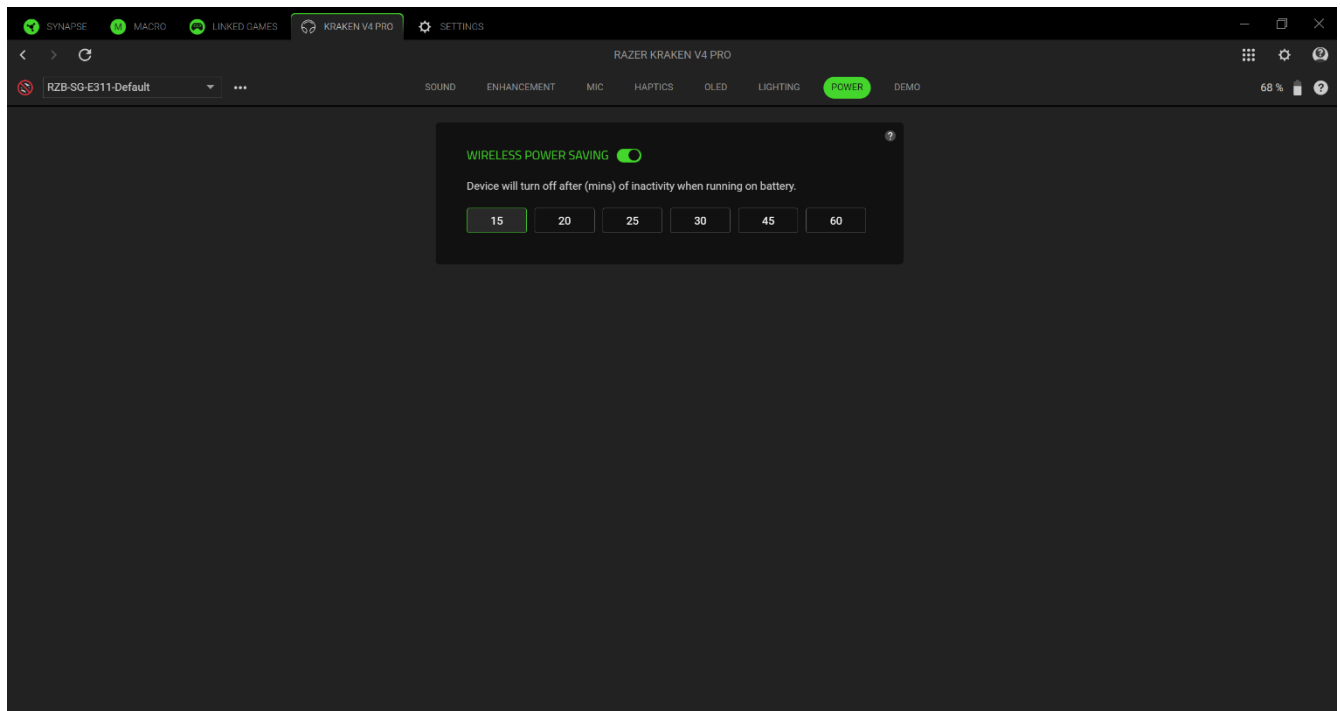 SYNAPSE M MACRO LINKED GAMES KRAKEN V4 PRO SETTINGS
RAZER KRAKEN V4 PRO
RZB-SG-E311-Default SOUND ENHANCEMENT MIC HAPTICS OLED LIGHTING POWER DEMO 68 % ?
?
WIRELESS POWER SAVING
Device will turn off after (mins) of inactivity when running on battery.
15 20 25 30 45 60